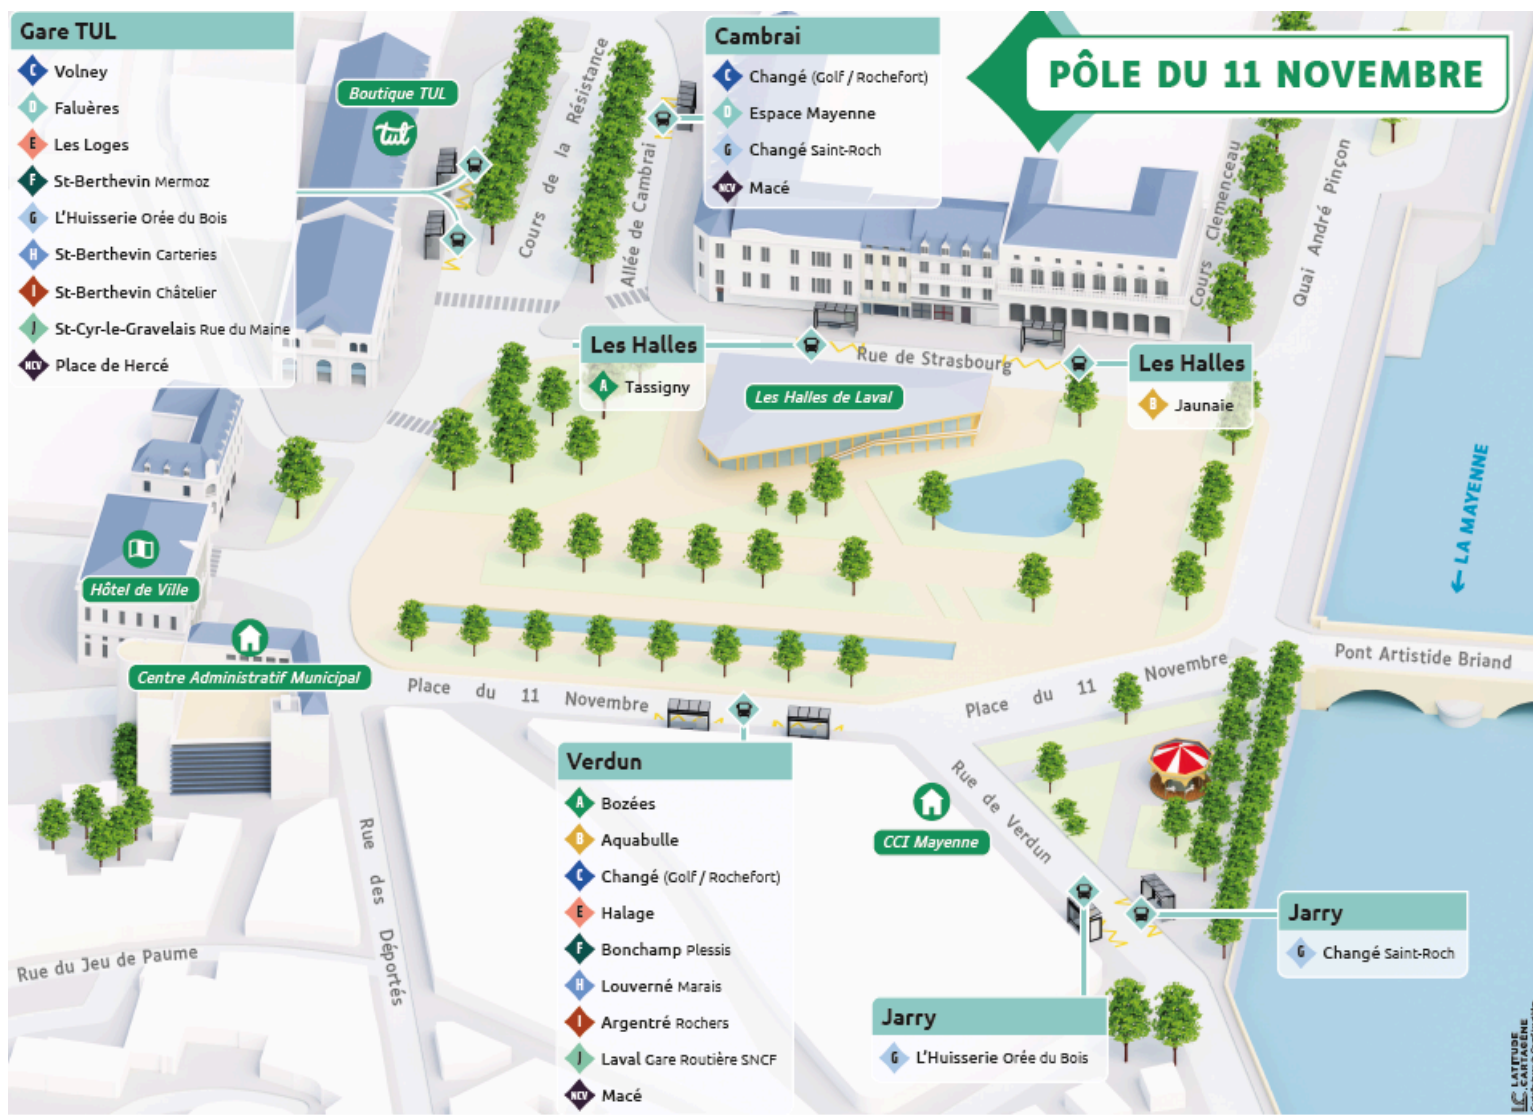 PÔLE DU 11 NOVEMBRE
Gare TUL
C Volney
D Faluères
E Les Loges
F St-Berthevin Mermoz
G L'Huisserie Orée du Bois
H St-Berthevin Carteries
I St-Berthevin Châtelier
J St-Cyr-le-Gravelais Rue du Maine
NCV Place de Hercé
Boutique TUL
tul
Cours de la Résistance
Allée de Cambrai
Cambrai
C Changé (Golf / Rochefort)
D Espace Mayenne
G Changé Saint-Roch
NCV Macé
Cours Clemenceau
Quai André Pinçon
Les Halles
A Tassigny
Rue de Strasbourg
Les Halles de Laval
Les Halles
B Jaunaie
← LA MAYENNE
Hôtel de Ville
Centre Administratif Municipal
Place du 11 Novembre
Place du 11 Novembre
Pont Artistide Briand
Verdun
A Bozées
B Aquabulle
C Changé (Golf / Rochefort)
E Halage
F Bonchamp Plessis
H Louverné Marais
I Argentré Rochers
J Laval Gare Routière SNCF
NCV Macé
Rue de Verdun
CCI Mayenne
Rue des Déportés
Rue du Jeu de Paume
Jarry
G Changé Saint-Roch
Jarry
G L'Huisserie Orée du Bois
LATITUDE
CARTAGÈNE